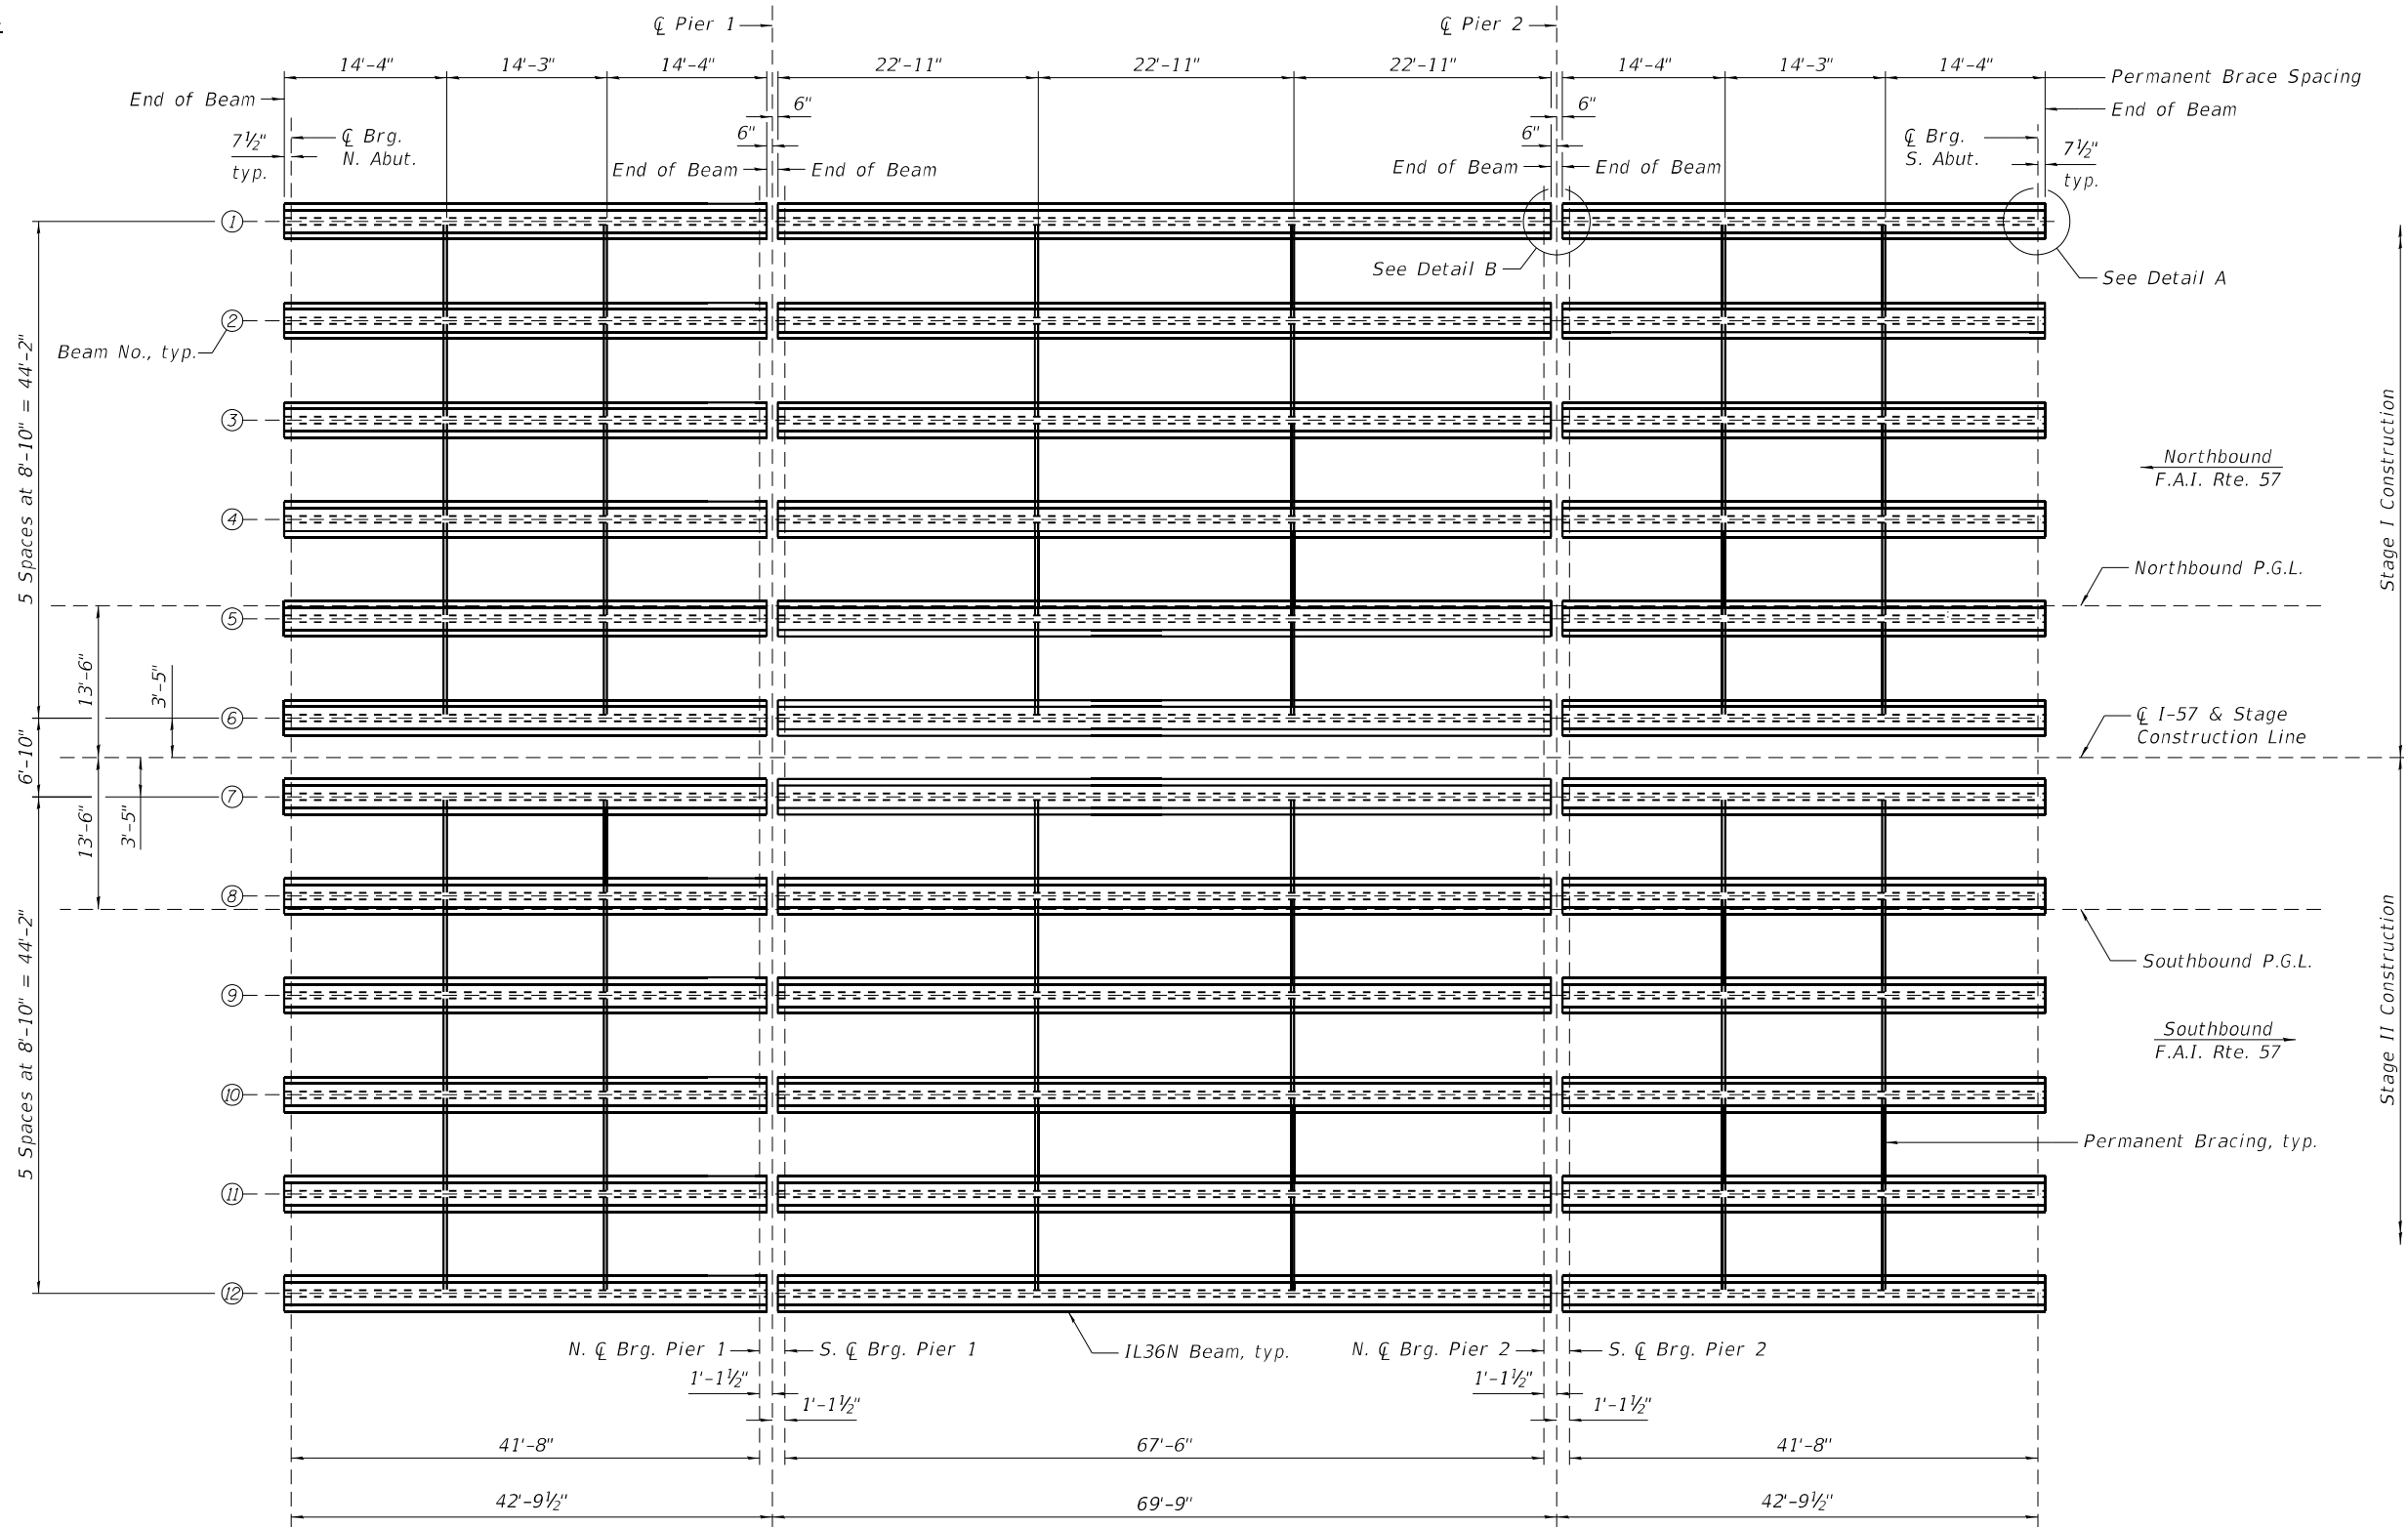 ℄ Pier 1
℄ Pier 2
14'-4"
14'-3"
14'-4"
22'-11"
22'-11"
22'-11"
14'-4"
14'-3"
14'-4"
Permanent Brace Spacing
End of Beam
6"
6"
End of Beam
7½"
typ.
℄ Brg.
N. Abut.
6"
6"
℄ Brg.
S. Abut.
7½"
typ.
End of Beam
End of Beam
End of Beam
End of Beam
1
See Detail B
See Detail A
2
Beam No., typ.
3
5 Spaces at 8'-10" = 44'-2"
Stage I Construction
Northbound
F.A.I. Rte. 57
4
Northbound P.G.L.
5
13'-6"
3'-5"
6
℄ I-57 & Stage
Construction Line
6'-10"
7
13'-6"
3'-5"
8
Southbound P.G.L.
9
5 Spaces at 8'-10" = 44'-2"
Stage II Construction
Southbound
F.A.I. Rte. 57
10
Permanent Bracing, typ.
11
12
N. ℄ Brg. Pier 1
S. ℄ Brg. Pier 1
IL36N Beam, typ.
N. ℄ Brg. Pier 2
S. ℄ Brg. Pier 2
1'-1½"
1'-1½"
1'-1½"
1'-1½"
41'-8"
67'-6"
41'-8"
42'-9½"
69'-9"
42'-9½"